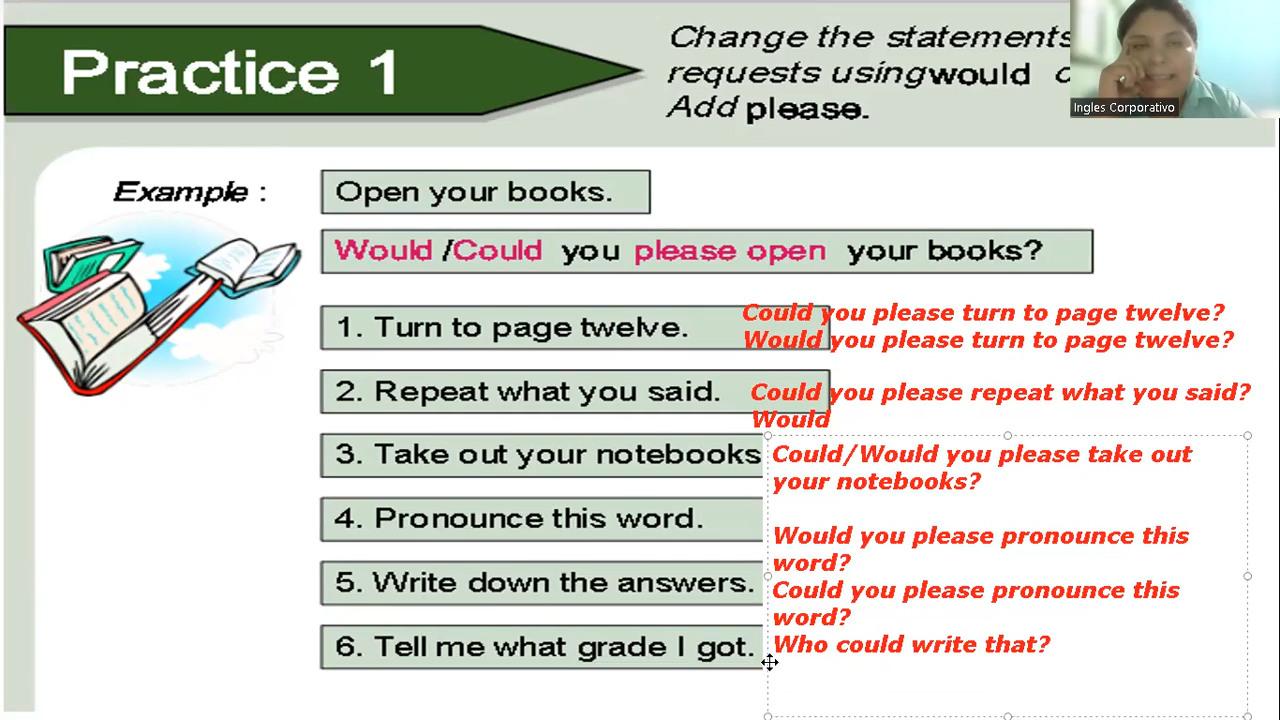 Practice 1
Change the statements
requests using would
Add please.
Ingles Corporativo
Example :
Open your books.
Would /Could you please open your books?
1. Turn to page twelve.
Could you please turn to page twelve?
Would you please turn to page twelve?
2. Repeat what you said.
Could you please repeat what you said?
Would
3. Take out your notebooks
Could/Would you please take out
your notebooks?
4. Pronounce this word.
Would you please pronounce this
word?
5. Write down the answers.
Could you please pronounce this
word?
6. Tell me what grade I got.
Who could write that?